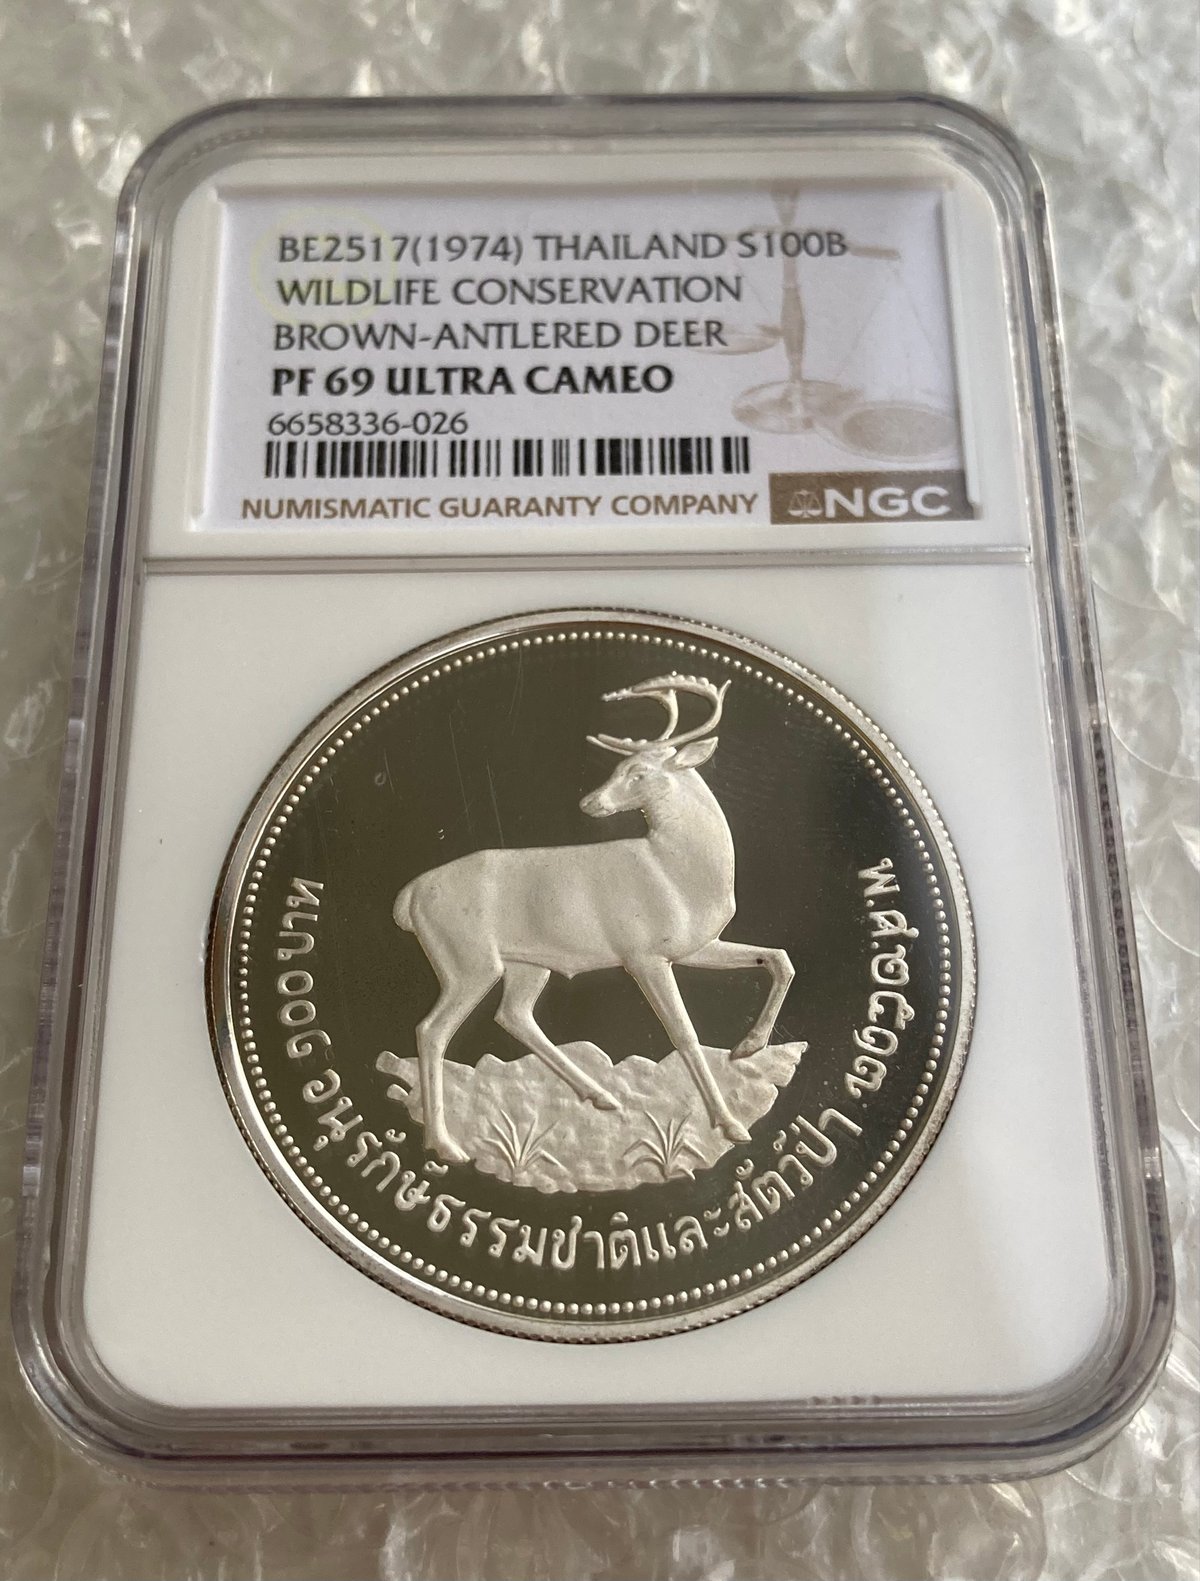 BE2517(1974) THAILAND S100B
WILDLIFE CONSERVATION
BROWN-ANTLERED DEER
PF 69 ULTRA CAMEO
6658336-026
NUMISMATIC GUARANTY COMPANY
NGC
๑๐๐ บาท อนุรักษ์ธรรมชาติและสัตว์ป่า พ.ศ.๒๕๑๗